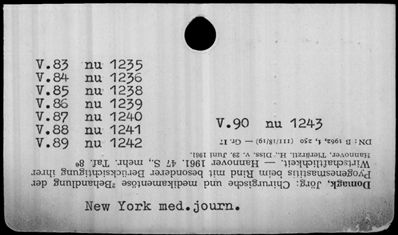 V.83 nu 1235
V.84 nu 1236
V.85 nu 1238
V.86 nu 1239
V.87 nu 1240
V.88 nu 1241
V.89 nu 1242
V.90 nu 1243
Domagk, Jörg: Chirurgische und medikamentöse ?Behandlung der
Pyogenesmastitis beim Rind mit besonderer Berücksichtigung ihrer
Wirtschaftlichkeit. — Hannover 1961. 47 S., mehr. Taf. 8°
Hannover, Tierärztl. H., Diss. v. 29. Juni 1961.
DN: B 1962, 1, 250 (111/18/19) — Gr. 17
New York med.journ.